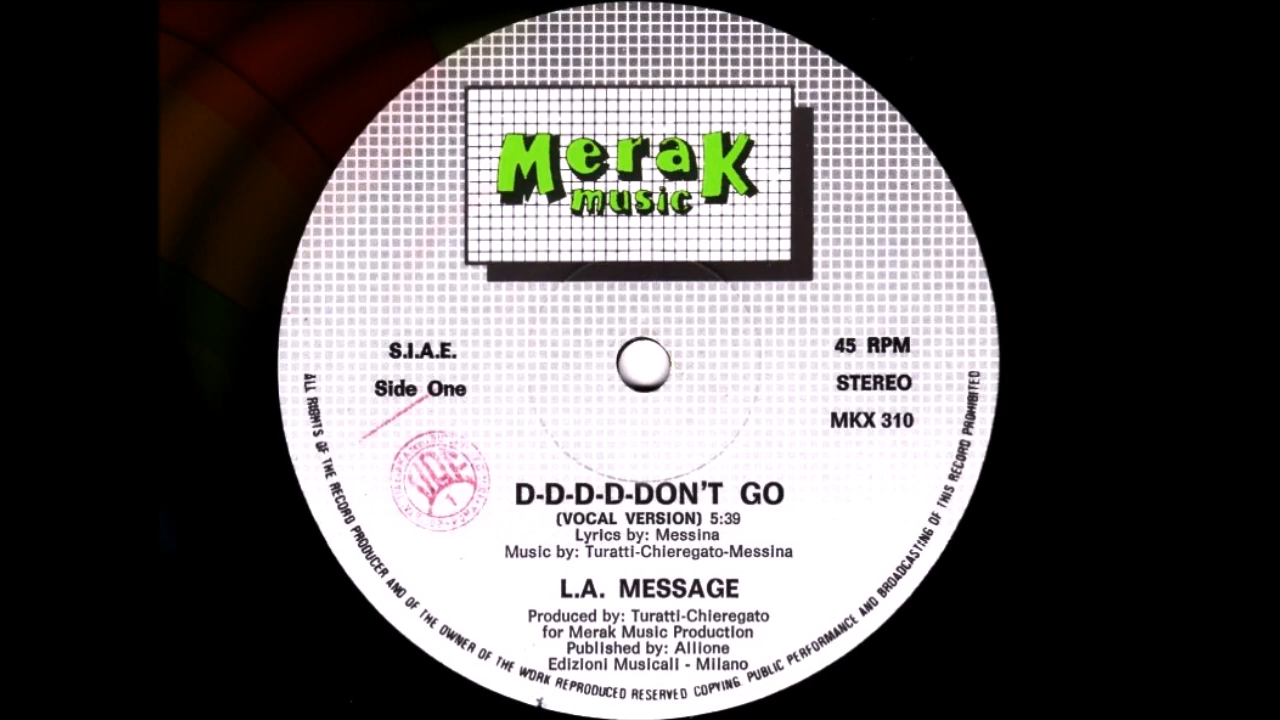 Merak
music
S.I.A.E.
Side One
45 RPM
STEREO
MKX 310
D-D-D-D-DON'T GO
(VOCAL VERSION) 5:39
Lyrics by: Messina
Music by: Turatti-Chieregato-Messina
L.A. MESSAGE
Produced by: Turatti-Chieregato
for Merak Music Production
Published by: Allione
Edizioni Musicali - Milano
ALL RIGHTS OF THE RECORD PRODUCER AND OF THE OWNER OF THE WORK REPRODUCED RESERVED COPYING, PUBLIC PERFORMANCE AND BROADCASTING OF THIS RECORD PROHIBITED